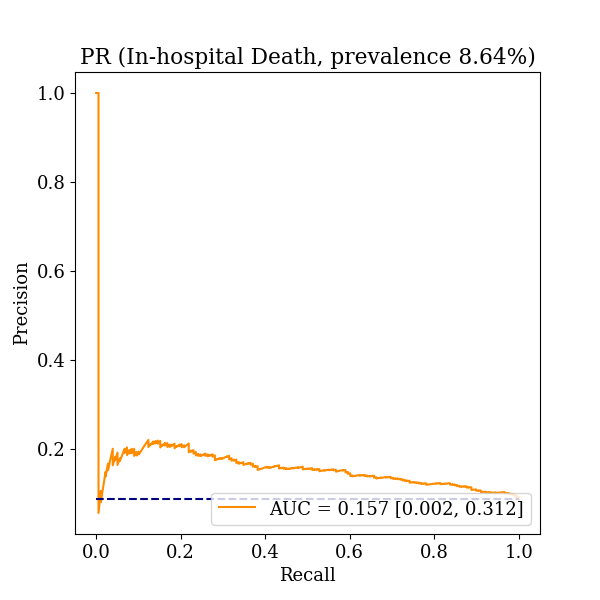 PR (In-hospital Death, prevalence 8.64%)
1.0
0.8
0.6
0.4
0.2
Precision
AUC = 0.157 [0.002, 0.312]
0.0
0.2
0.4
0.6
0.8
1.0
Recall